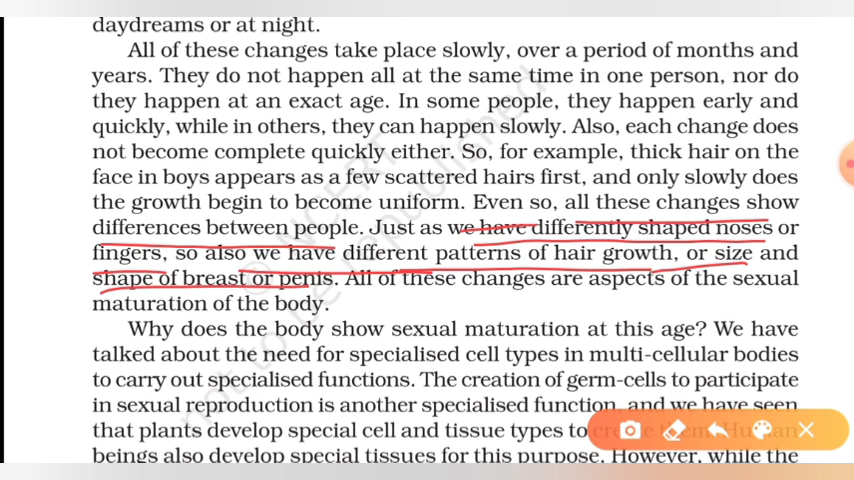 daydreams or at night.
All of these changes take place slowly, over a period of months and
years. They do not happen all at the same time in one person, nor do
they happen at an exact age. In some people, they happen early and
quickly, while in others, they can happen slowly. Also, each change does
not become complete quickly either. So, for example, thick hair on the
face in boys appears as a few scattered hairs first, and only slowly does
the growth begin to become uniform. Even so, all these changes show
differences between people. Just as we have differently shaped noses or
fingers, so also we have different patterns of hair growth, or size and
shape of breast or penis. All of these changes are aspects of the sexual
maturation of the body.
Why does the body show sexual maturation at this age? We have
talked about the need for specialised cell types in multi-cellular bodies
to carry out specialised functions. The creation of germ-cells to participate
in sexual reproduction is another specialised function, and we have seen
that plants develop special cell and tissue types to create them. Human
beings also develop special tissues for this purpose. However, while the
© NCERT
not to be republished